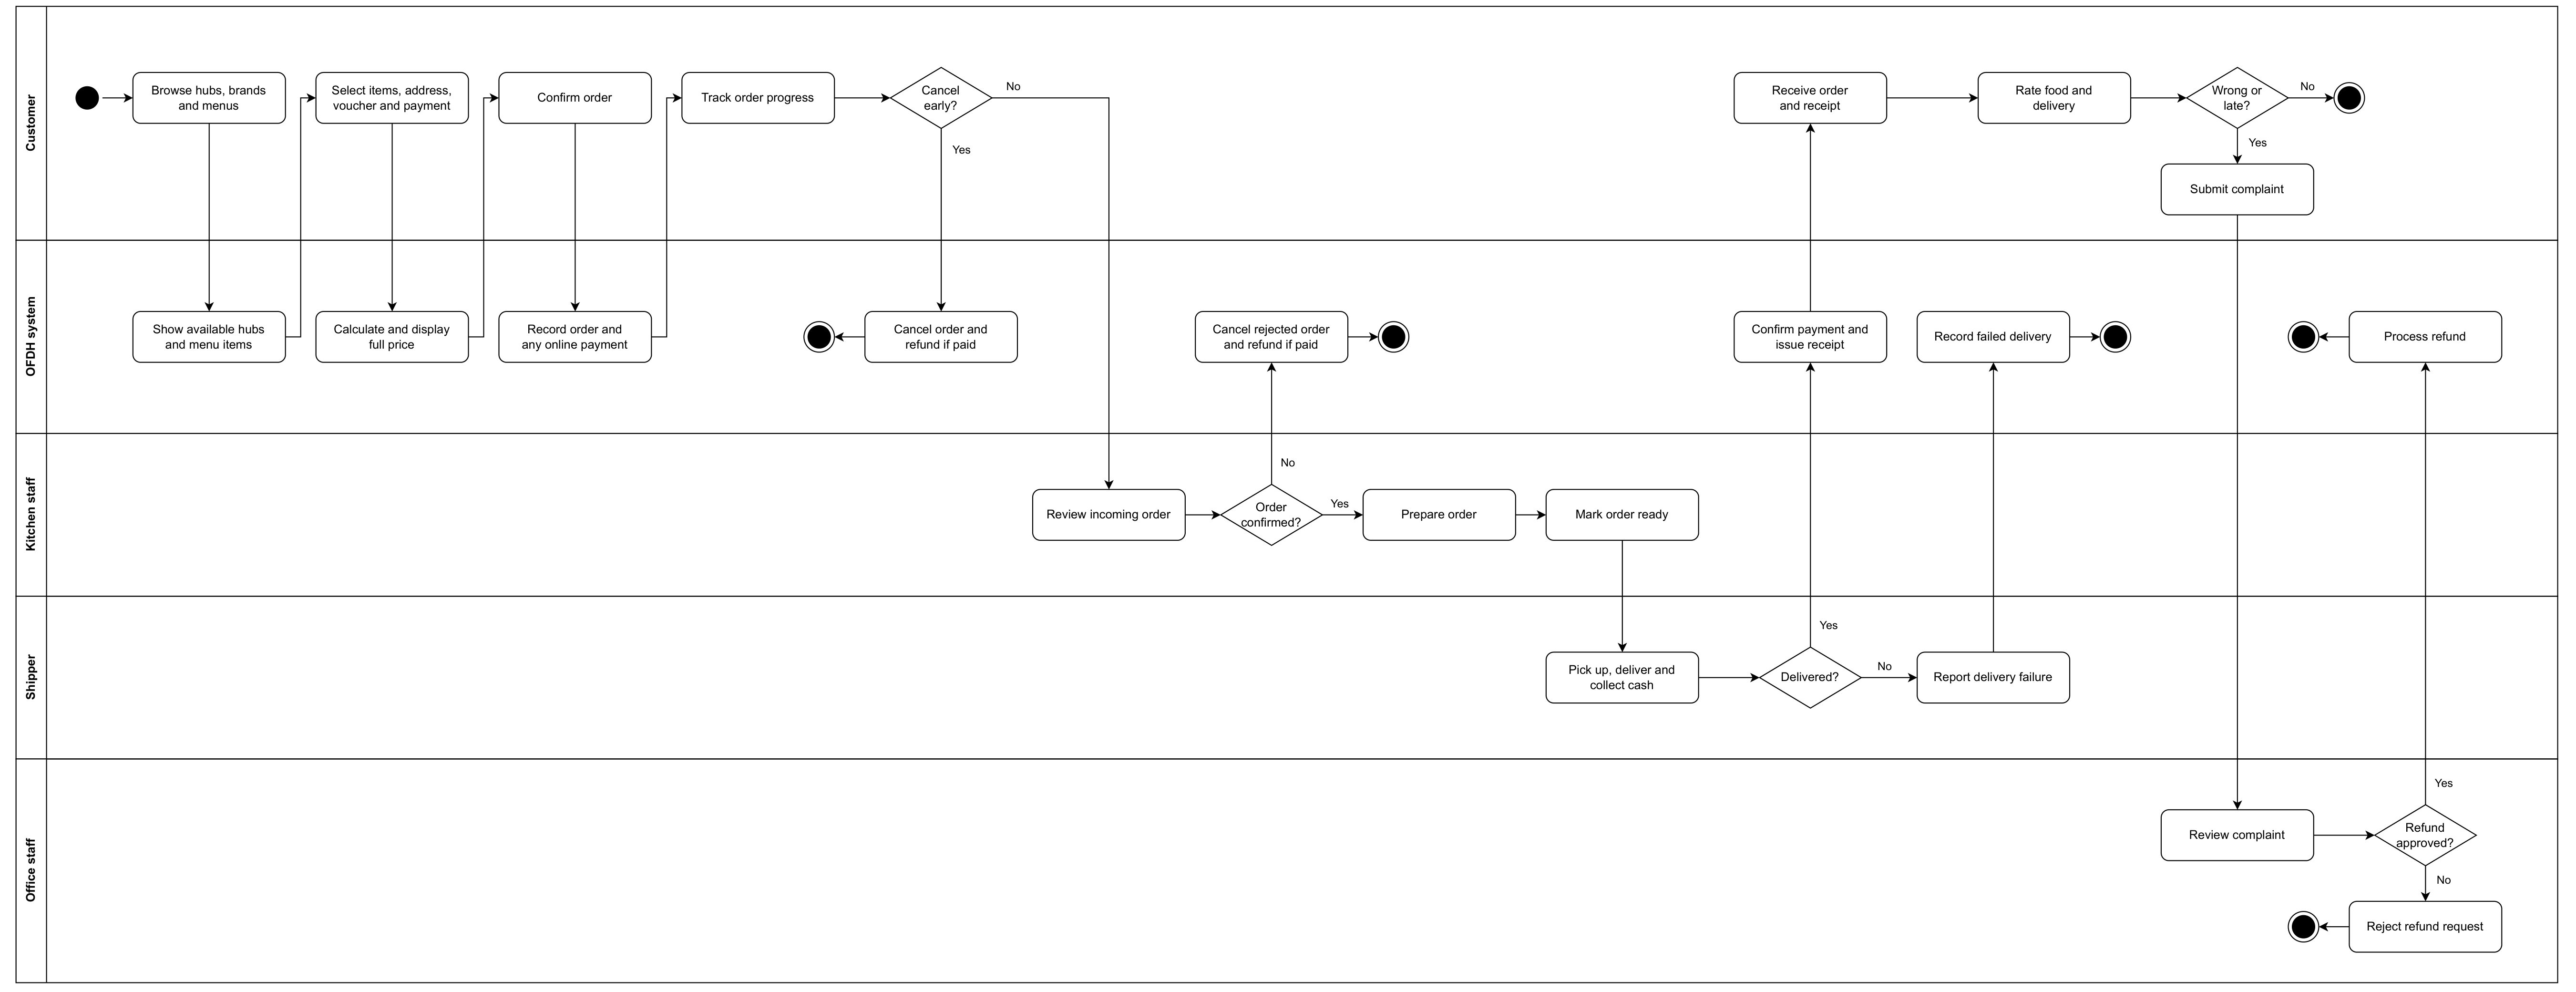 Customer
Browse hubs, brands
and menus
Select items, address,
voucher and payment
Confirm order
Track order progress
Cancel
early?
No
Yes
Receive order
and receipt
Rate food and
delivery
Wrong or
late?
No
Yes
Submit complaint
OFDH system
Show available hubs
and menu items
Calculate and display
full price
Record order and
any online payment
Cancel order and
refund if paid
Cancel rejected order
and refund if paid
Confirm payment and
issue receipt
Record failed delivery
Process refund
Kitchen staff
Review incoming order
Order
confirmed?
No
Yes
Prepare order
Mark order ready
Shipper
Pick up, deliver and
collect cash
Delivered?
Yes
No
Report delivery failure
Office staff
Review complaint
Refund
approved?
Yes
No
Reject refund request